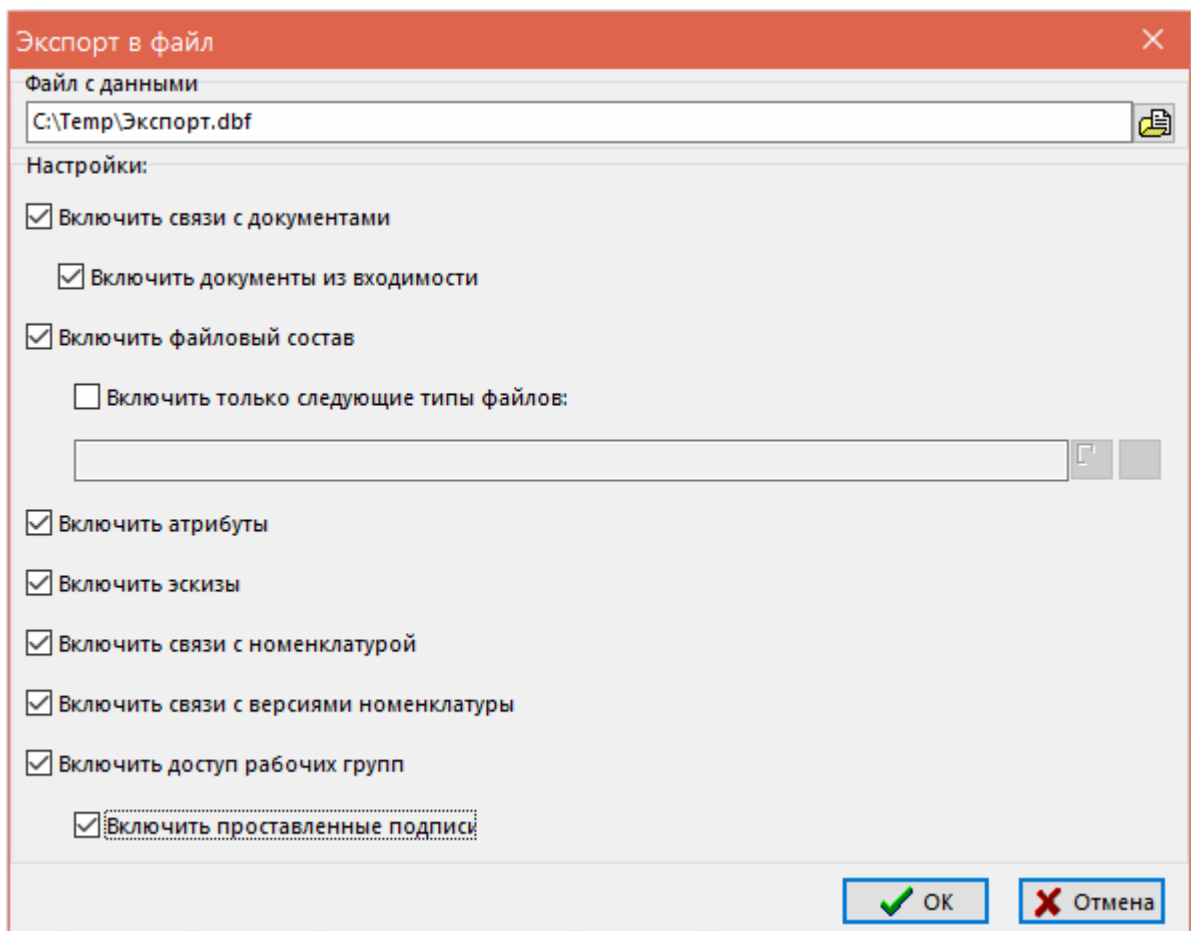 Экспорт в файл
Файл с данными
C:\Temp\Экспорт.dbf
Настройки:
Включить связи с документами
Включить документы из входимости
Включить файловый состав
Включить только следующие типы файлов:
Включить атрибуты
Включить эскизы
Включить связи с номенклатурой
Включить связи с версиями номенклатуры
Включить доступ рабочих групп
Включить проставленные подписи
ОК
Отмена